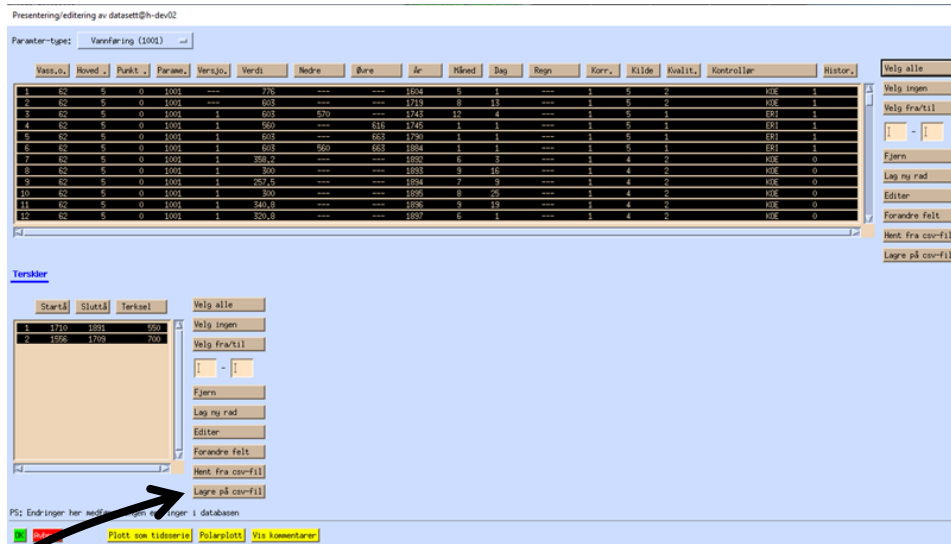 Presentering/editering av datasett@h-dev02
Paramter-type: Vannføring (1001)
Vass.o. Hoved . Punkt . Parame. Versjo. Verdi Nedre Øvre År Måned Dag Regn Korr. Kilde Kvalit. Kontrollør Histor.
1 62 5 0 1001 --- 776 --- --- 1604 5 1 --- 1 5 2 KOE 1
2 62 5 0 1001 --- 603 --- --- 1719 8 13 --- 1 5 2 KOE 1
3 62 5 0 1001 1 603 570 --- 1743 12 4 --- 1 5 1 ERI 1
4 62 5 0 1001 1 560 --- 616 1745 1 1 --- 1 5 1 ERI 1
5 62 5 0 1001 1 603 --- 663 1790 1 1 --- 1 5 1 ERI 1
6 62 5 0 1001 1 603 560 663 1884 1 1 --- 1 5 1 ERI 1
7 62 5 0 1001 1 358,2 --- --- 1892 6 3 --- 1 4 2 KOE 0
8 62 5 0 1001 1 300 --- --- 1893 9 16 --- 1 4 2 KOE 0
9 62 5 0 1001 1 257,5 --- --- 1894 7 9 --- 1 4 2 KOE 0
10 62 5 0 1001 1 300 --- --- 1895 8 25 --- 1 4 2 KOE 0
11 62 5 0 1001 1 340,8 --- --- 1896 9 19 --- 1 4 2 KOE 0
12 62 5 0 1001 1 320,8 --- --- 1897 6 1 --- 1 4 2 KOE 0
Velg alle
Velg ingen
Velg fra/til
-
Fjern
Lag ny rad
Editer
Forandre felt
Hent fra csv-fil
Lagre på csv-fil
Terskler
Startå Sluttå Terksel
1 1710 1891 550
2 1556 1709 700
Velg alle
Velg ingen
Velg fra/til
-
Fjern
Lag ny rad
Editer
Forandre felt
Hent fra csv-fil
Lagre på csv-fil
PS: Endringer her ingen endringer i databasen
OK Plott som tidsserie Polarplott Vis kommentarer